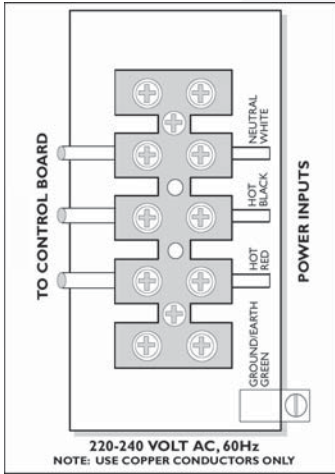 TO CONTROL BOARD
NEUTRAL
WHITE
HOT
BLACK
HOT
RED
GROUND/EARTH
GREEN
POWER INPUTS
220-240 VOLT AC, 60Hz
NOTE: USE COPPER CONDUCTORS ONLY